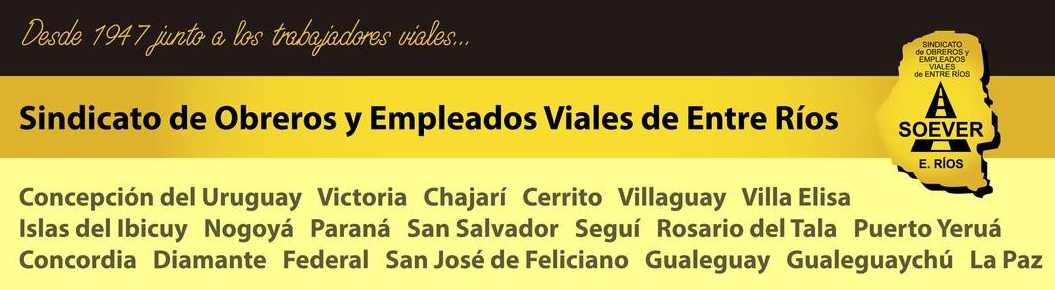 Desde 1947 junto a los trabajadores viales...
Sindicato de Obreros y Empleados Viales de Entre Ríos
SINDICATO
de OBREROS y
EMPLEADOS
VIALES
de ENTRE RÍOS
SOEVER
E. RÍOS
Concepción del Uruguay Victoria Chajarí Cerrito Villaguay Villa Elisa
Islas del Ibicuy Nogoyá Paraná San Salvador Seguí Rosario del Tala Puerto Yeruá
Concordia Diamante Federal San José de Feliciano Gualeguay Gualeguaychú La Paz